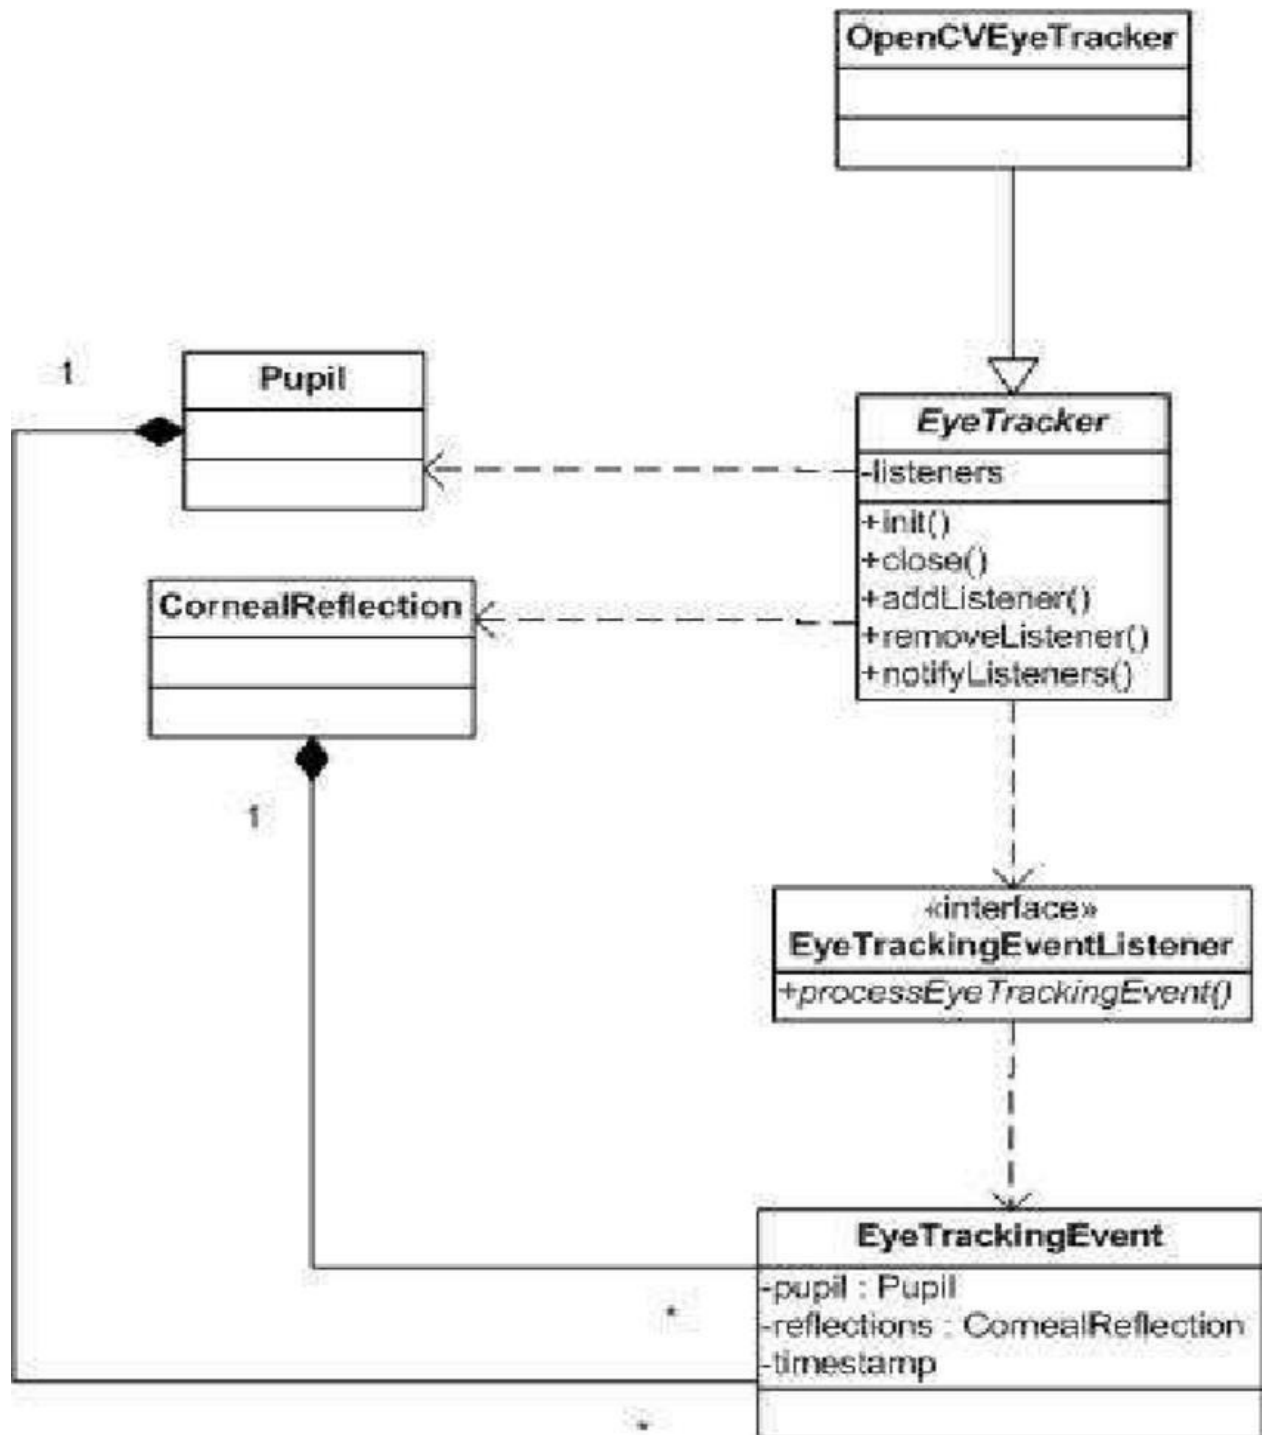 OpenCVEyeTracker
1
Pupil
EyeTracker
-listeners
+init()
+close()
+addListener()
+removeListener()
+notifyListeners()
CornealReflection
1
«interface»
EyeTrackingEventListener
+processEyeTrackingEvent()
EyeTrackingEvent
-pupil : Pupil
-reflections : CornealReflection
-timestamp
*
*